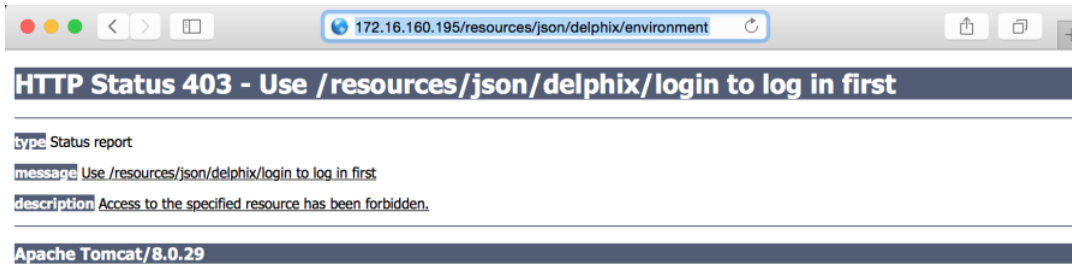 172.16.160.195/resources/json/delphix/environment
HTTP Status 403 - Use /resources/json/delphix/login to log in first
type Status report
message Use /resources/json/delphix/login to log in first
description Access to the specified resource has been forbidden.
Apache Tomcat/8.0.29